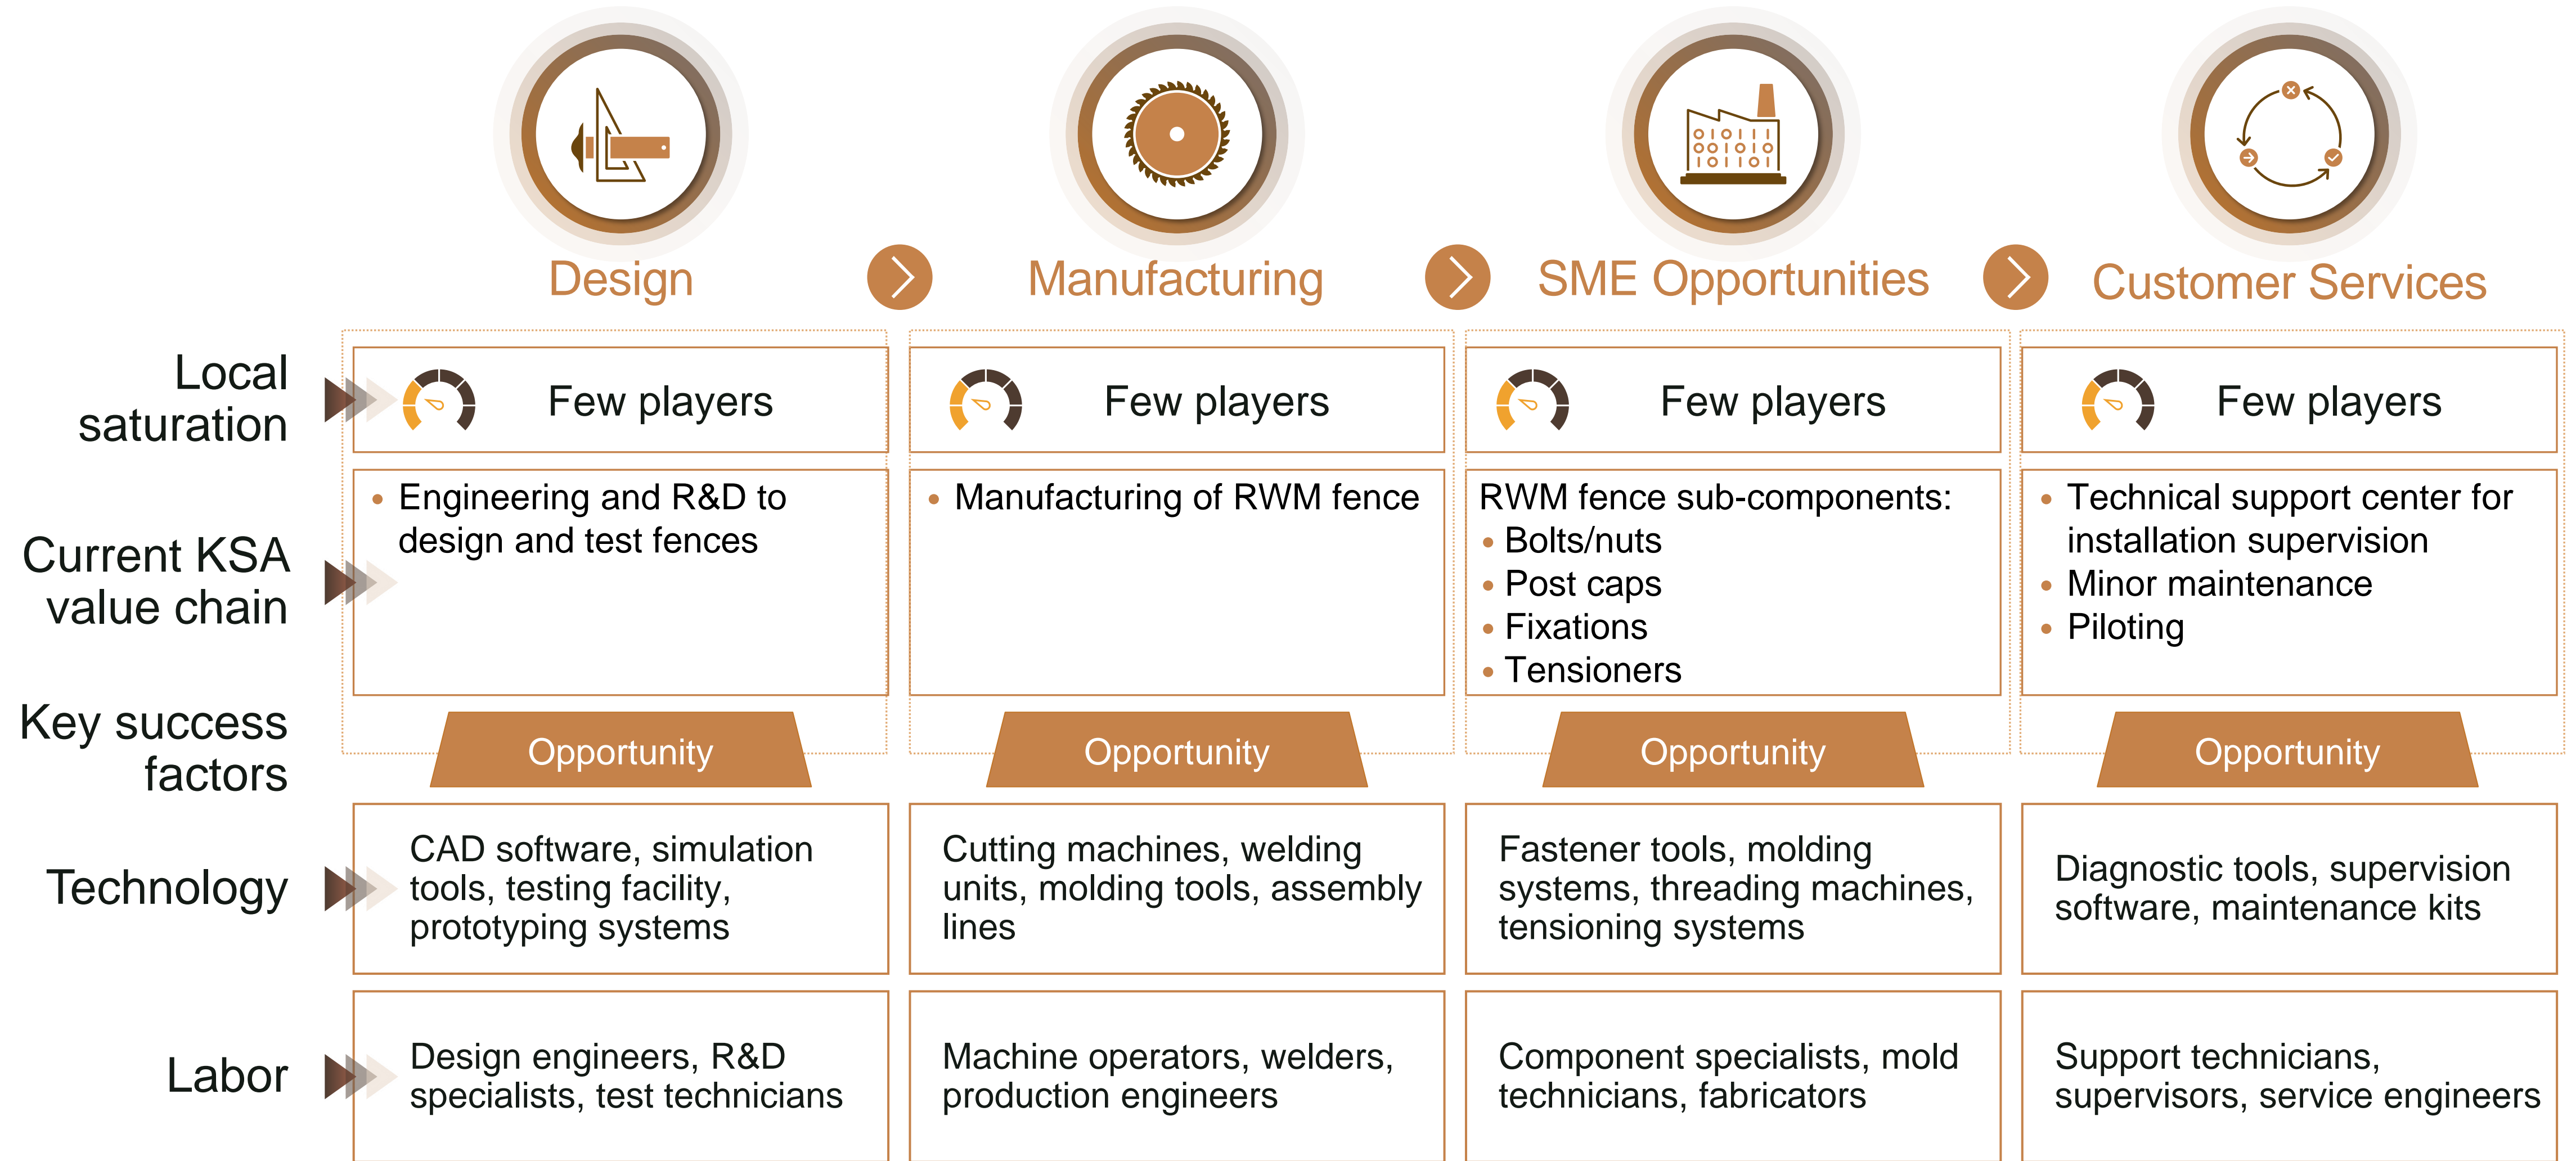 Design
Manufacturing
SME Opportunities
Customer Services
Local
saturation
Few players
Few players
Few players
Few players
Current KSA
value chain
• Engineering and R&D to
design and test fences
• Manufacturing of RWM fence
RWM fence sub-components:
• Bolts/nuts
• Post caps
• Fixations
• Tensioners
• Technical support center for
installation supervision
• Minor maintenance
• Piloting
Key success
factors
Opportunity
Opportunity
Opportunity
Opportunity
Technology
CAD software, simulation
tools, testing facility,
prototyping systems
Cutting machines, welding
units, molding tools, assembly
lines
Fastener tools, molding
systems, threading machines,
tensioning systems
Diagnostic tools, supervision
software, maintenance kits
Labor
Design engineers, R&D
specialists, test technicians
Machine operators, welders,
production engineers
Component specialists, mold
technicians, fabricators
Support technicians,
supervisors, service engineers